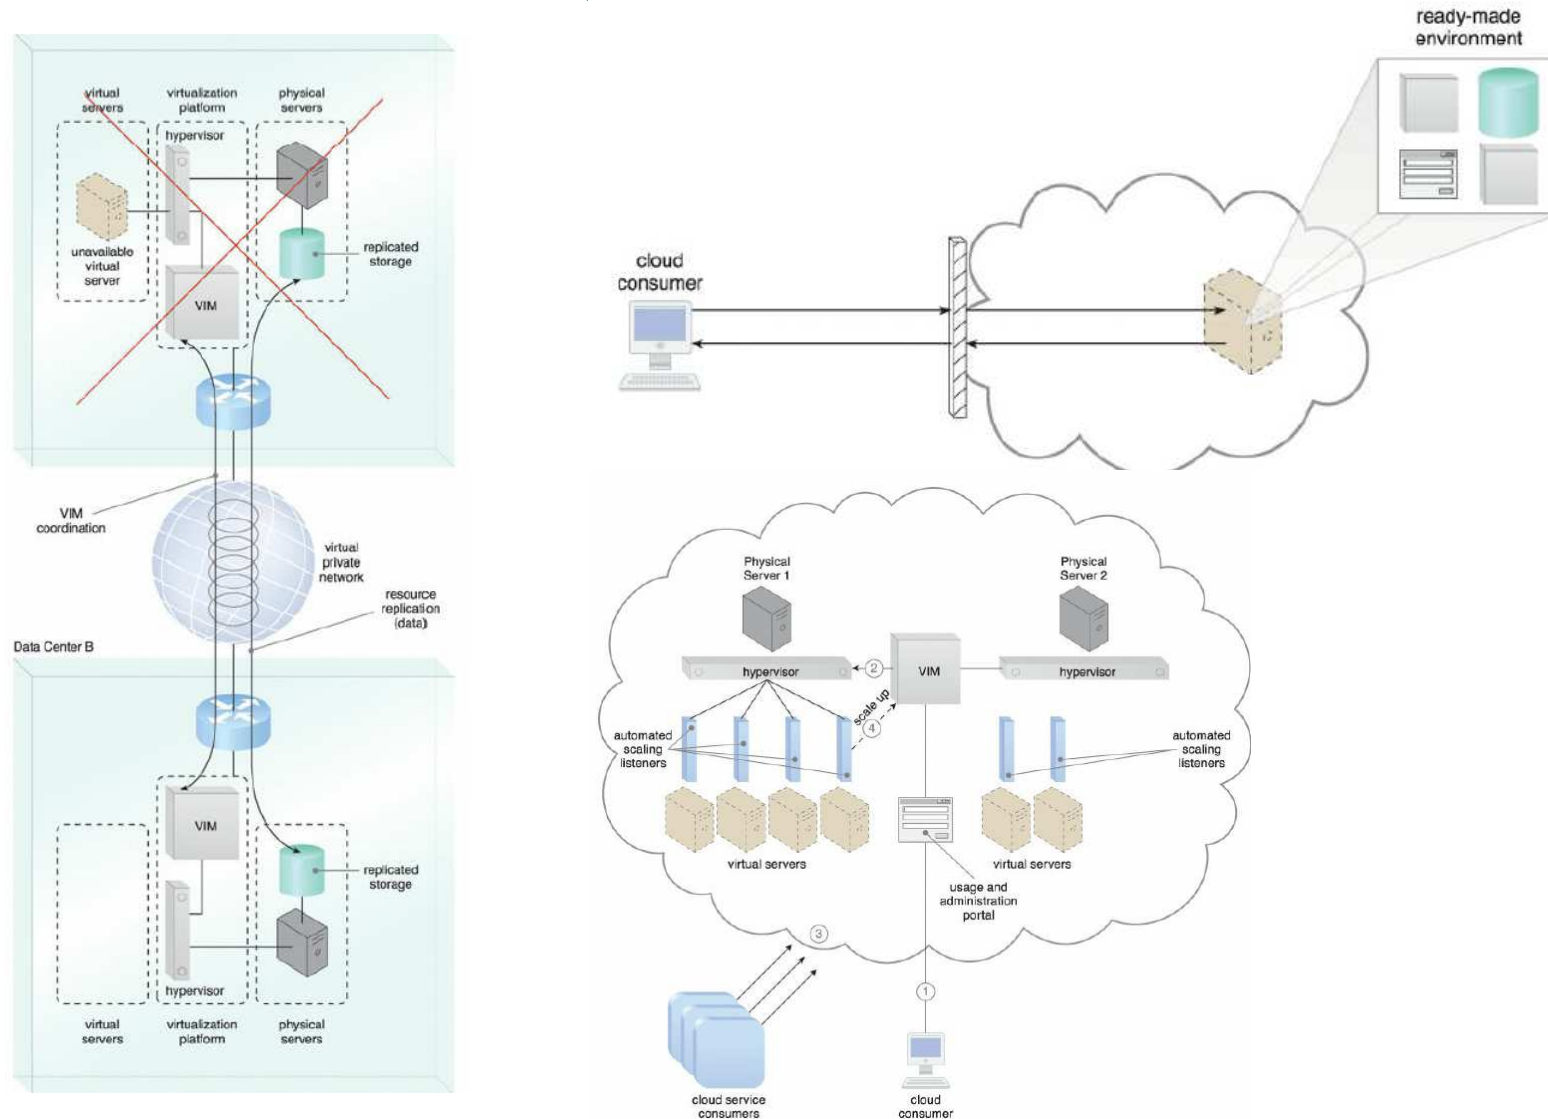 virtual
servers
virtualization
platform
physical
servers
hypervisor
unavailable
virtual
server
VIM
replicated
storage
VIM
coordination
virtual
private
network
resource
replication
(data)
Data Center B
VIM
replicated
storage
hypervisor
virtual
servers
virtualization
platform
physical
servers
ready-made
environment
cloud
consumer
Physical
Server 1
Physical
Server 2
hypervisor
2
VIM
hypervisor
scale up
4
automated
scaling
listeners
automated
scaling
listeners
virtual servers
virtual servers
usage and
administration
portal
3
1
cloud service
consumers
cloud
consumer